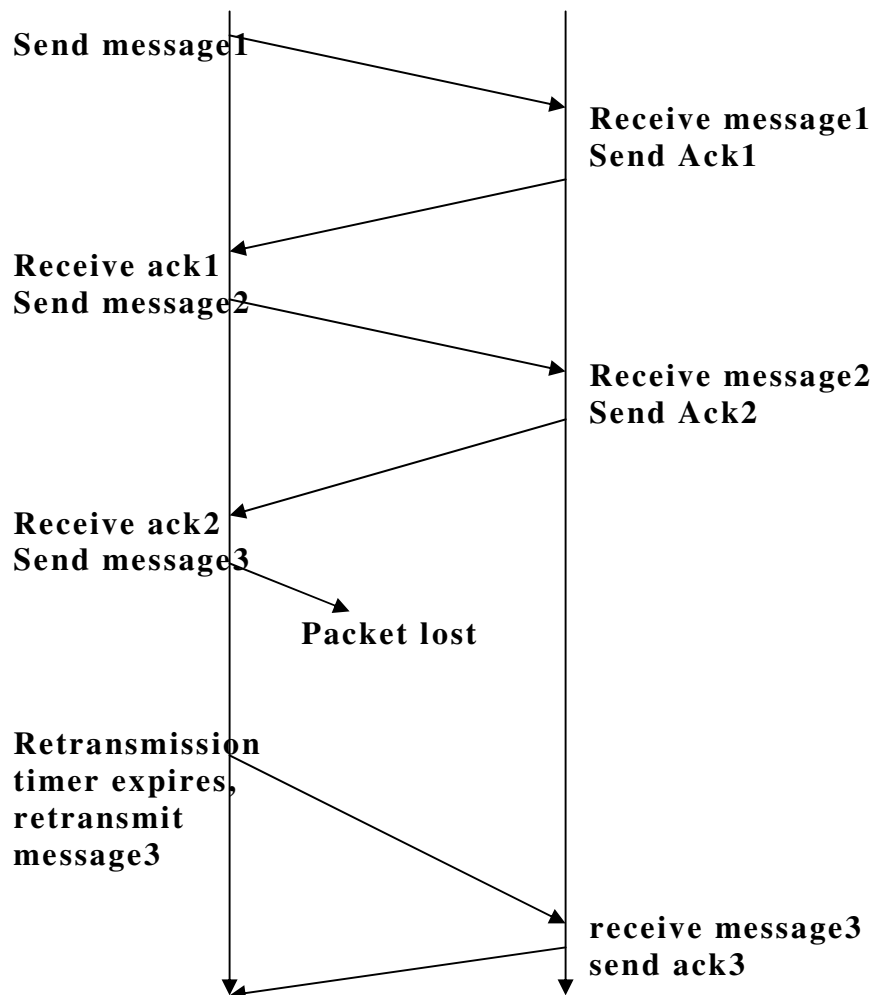 Send message1
Receive message1
Send Ack1
Receive ack1
Send message2
Receive message2
Send Ack2
Receive ack2
Send message3
Packet lost
Retransmission
timer expires,
retransmit
message3
receive message3
send ack3